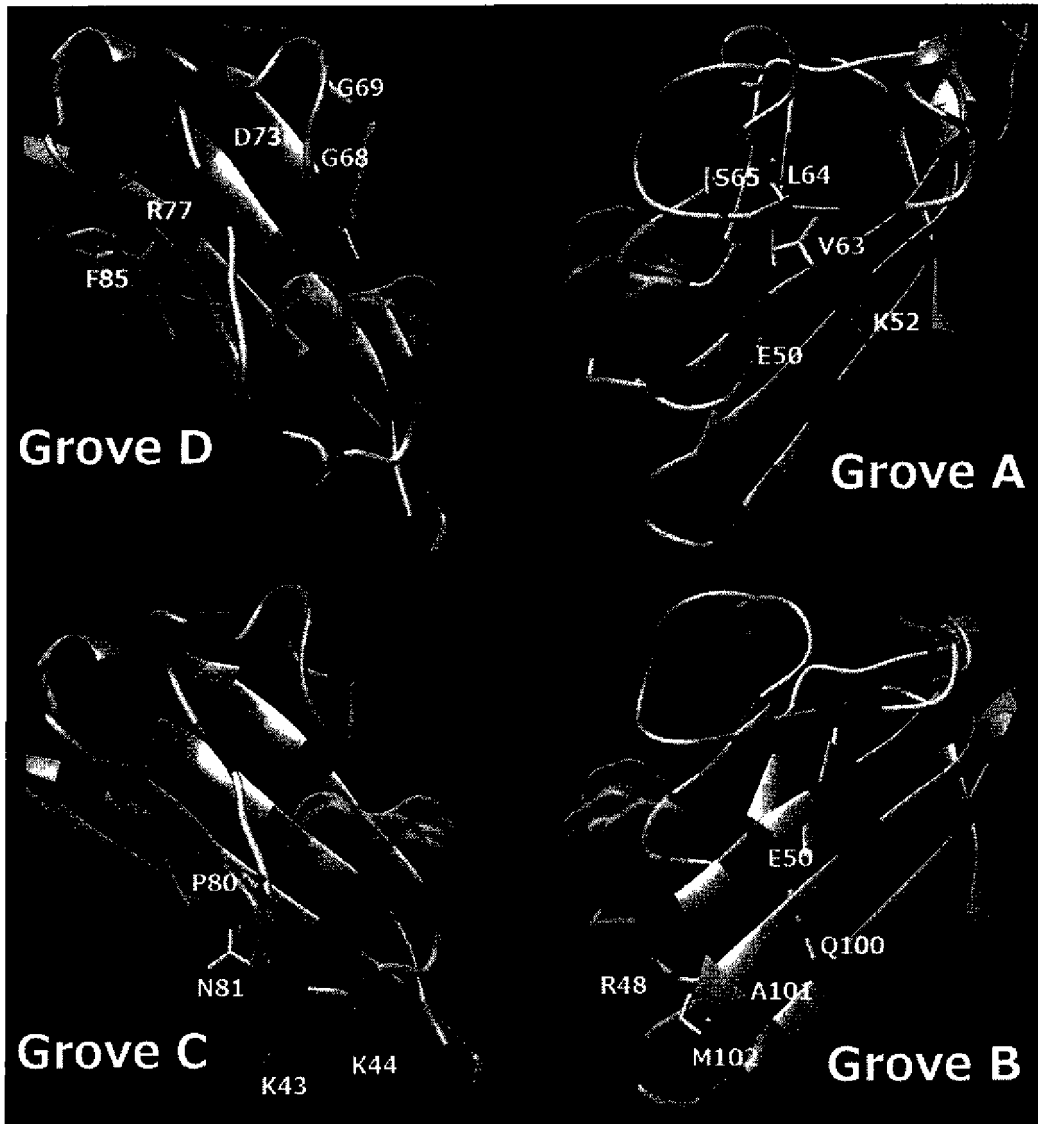 G69
D73
G68
R77
F85
Grove D
S65
L64
V63
K52
E50
Grove A
P80
N81
K44
K43
Grove C
E50
Q100
R48
A101
M102
Grove B